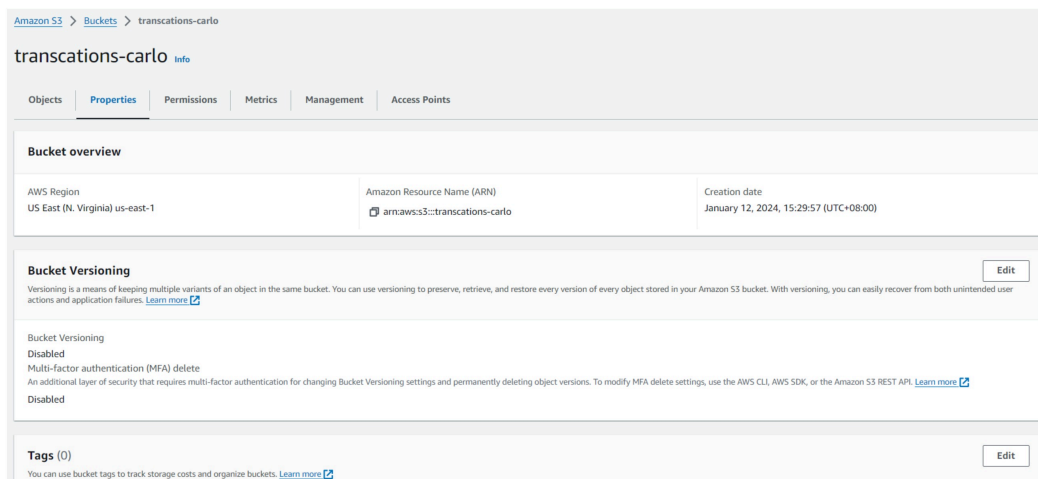 Amazon S3 > Buckets > transcations-carlo
transcations-carlo Info
Objects Properties Permissions Metrics Management Access Points
Bucket overview
AWS Region
US East (N. Virginia) us-east-1
Amazon Resource Name (ARN)
arn:aws:s3:::transcations-carlo
Creation date
January 12, 2024, 15:29:57 (UTC+08:00)
Bucket Versioning
Edit
Versioning is a means of keeping multiple variants of an object in the same bucket. You can use versioning to preserve, retrieve, and restore every version of every object stored in your Amazon S3 bucket. With versioning, you can easily recover from both unintended user
actions and application failures. Learn more
Bucket Versioning
Disabled
Multi-factor authentication (MFA) delete
An additional layer of security that requires multi-factor authentication for changing Bucket Versioning settings and permanently deleting object versions. To modify MFA delete settings, use the AWS CLI, AWS SDK, or the Amazon S3 REST API. Learn more
Disabled
Tags (0)
Edit
You can use bucket tags to track storage costs and organize buckets. Learn more